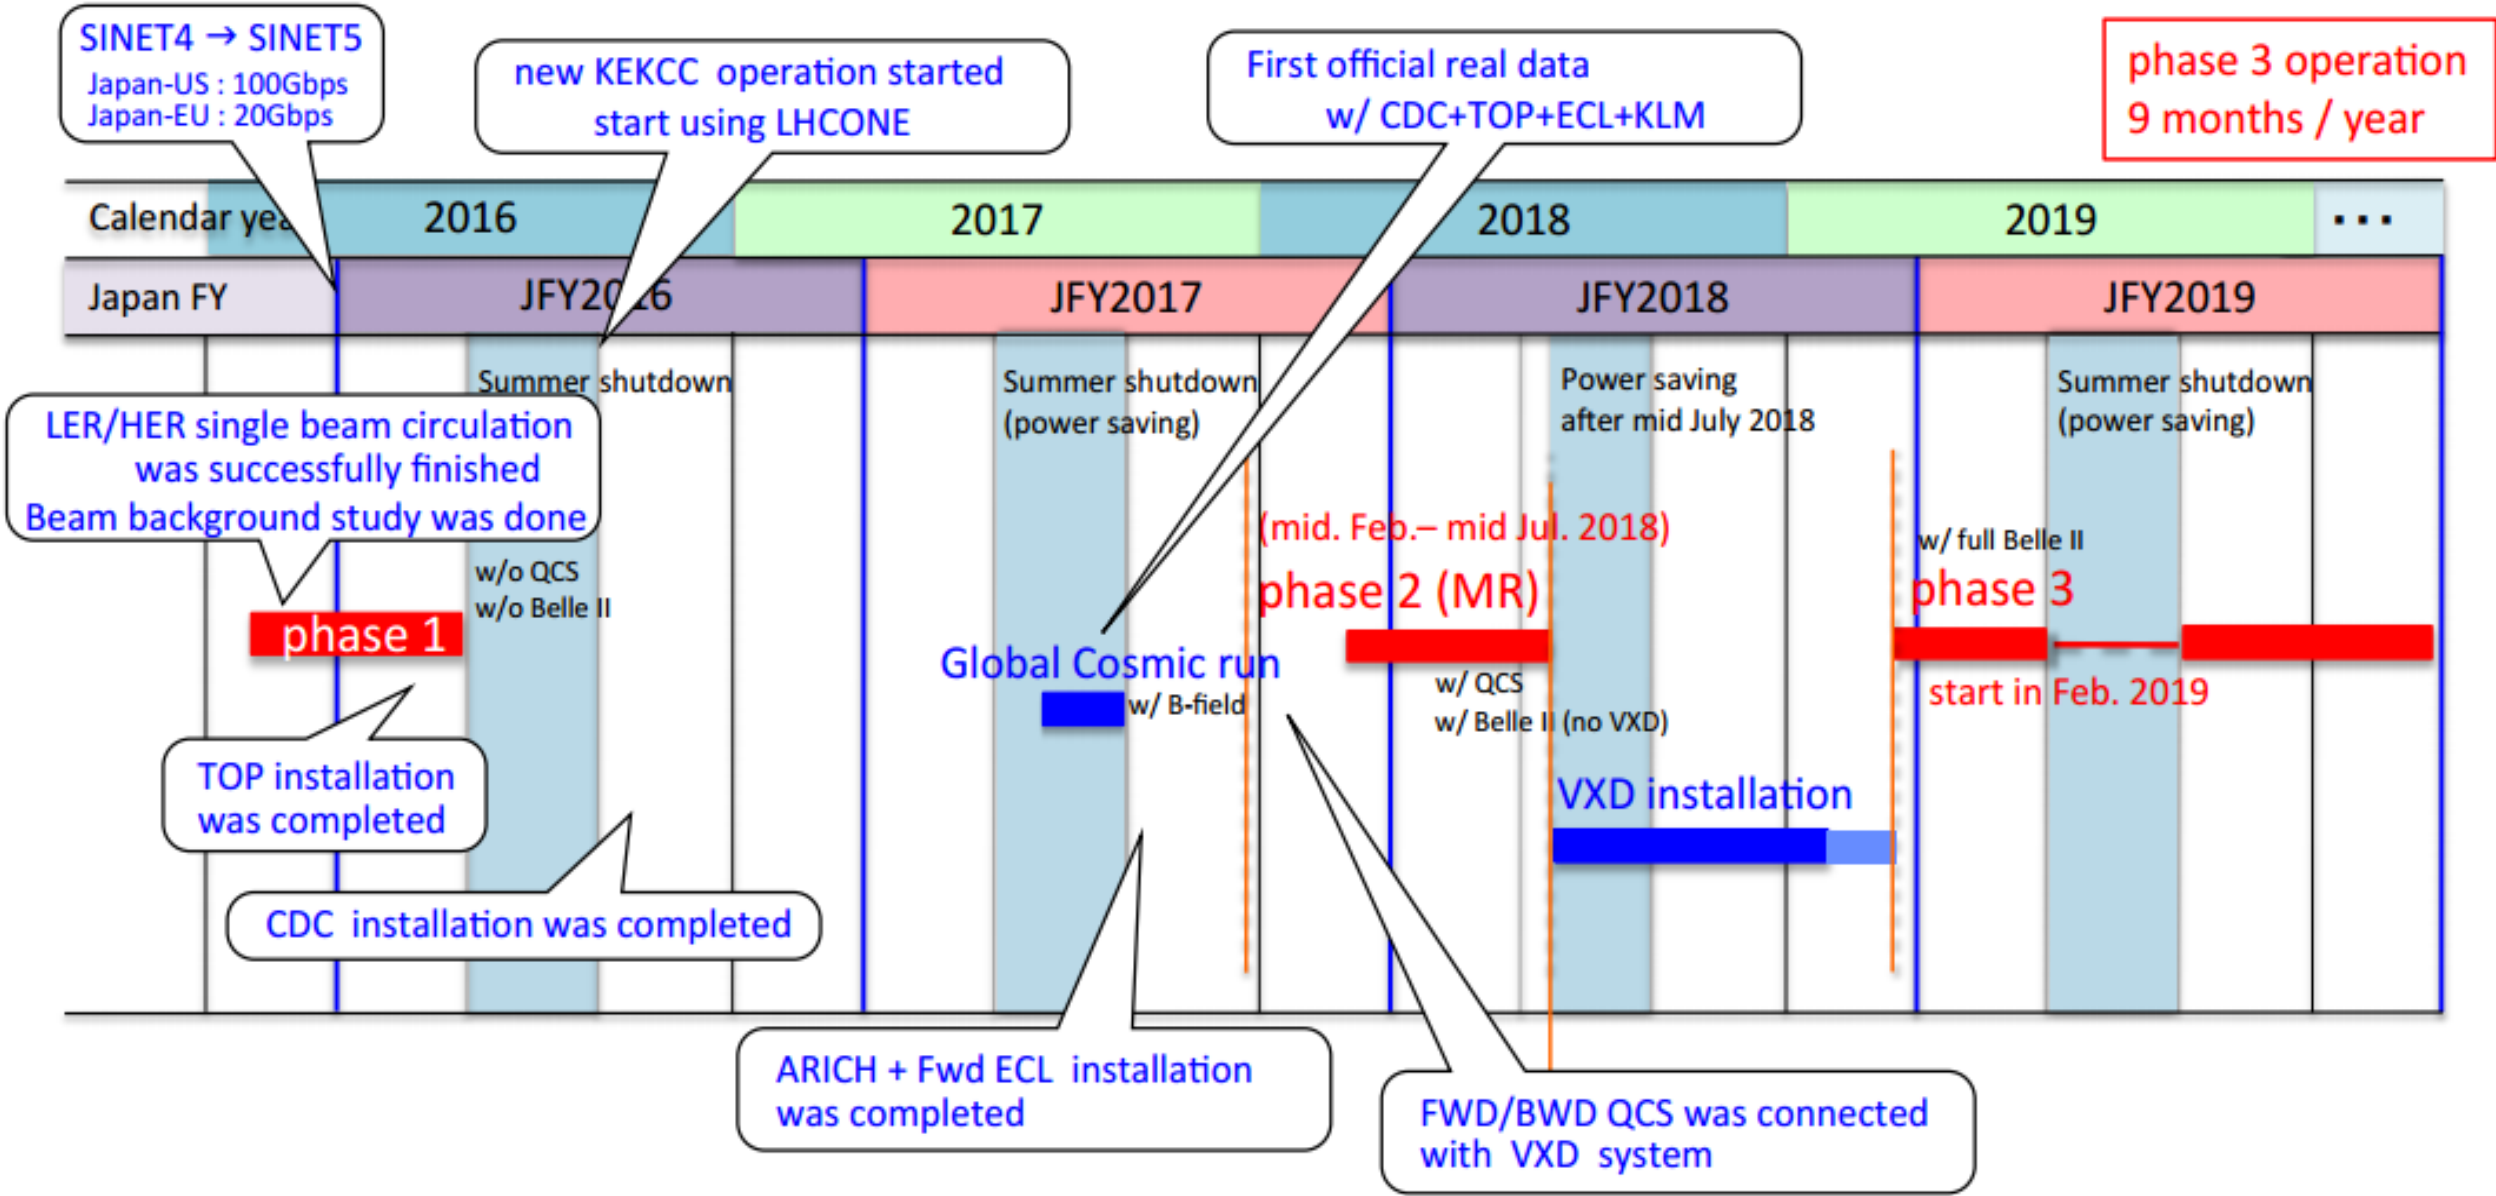 SINET4 → SINET5
Japan-US : 100Gbps
Japan-EU : 20Gbps
new KEKCC operation started
start using LHCONE
First official real data
w/ CDC+TOP+ECL+KLM
phase 3 operation
9 months / year
Calendar yea
2016
2017
2018
2019
...
Japan FY
JFY2016
JFY2017
JFY2018
JFY2019
Summer shutdown
Summer shutdown
(power saving)
Power saving
after mid July 2018
Summer shutdown
(power saving)
LER/HER single beam circulation
was successfully finished
Beam background study was done
w/o QCS
w/o Belle II
phase 1
(mid. Feb.– mid Jul. 2018)
phase 2 (MR)
w/ full Belle II
phase 3
Global Cosmic run
w/ B-field
w/ QCS
w/ Belle II (no VXD)
start in Feb. 2019
TOP installation
was completed
VXD installation
CDC installation was completed
ARICH + Fwd ECL installation
was completed
FWD/BWD QCS was connected
with VXD system